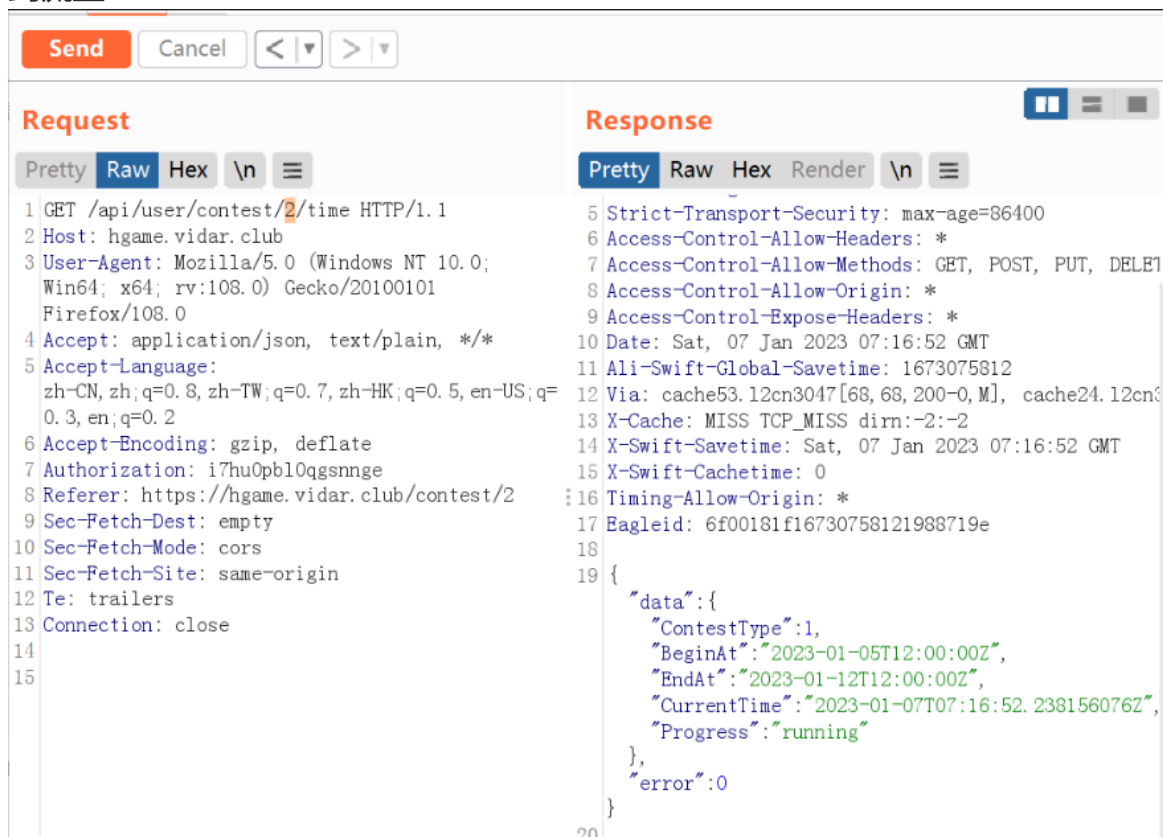 Send
Cancel
< | ▼
> | ▼
Request
Pretty Raw Hex \n ≡
1 GET /api/user/contest/2/time HTTP/1.1
2 Host: hgame.vidar.club
3 User-Agent: Mozilla/5.0 (Windows NT 10.0;
Win64; x64; rv:108.0) Gecko/20100101
Firefox/108.0
4 Accept: application/json, text/plain, */*
5 Accept-Language:
zh-CN,zh;q=0.8,zh-TW;q=0.7,zh-HK;q=0.5,en-US;q=
0.3,en;q=0.2
6 Accept-Encoding: gzip, deflate
7 Authorization: i7hu0pbl0qgsnnge
8 Referer: https://hgame.vidar.club/contest/2
9 Sec-Fetch-Dest: empty
10 Sec-Fetch-Mode: cors
11 Sec-Fetch-Site: same-origin
12 Te: trailers
13 Connection: close
14
15
Response
Pretty Raw Hex Render \n ≡
5 Strict-Transport-Security: max-age=86400
6 Access-Control-Allow-Headers: *
7 Access-Control-Allow-Methods: GET, POST, PUT, DELET
8 Access-Control-Allow-Origin: *
9 Access-Control-Expose-Headers: *
10 Date: Sat, 07 Jan 2023 07:16:52 GMT
11 Ali-Swift-Global-Savetime: 1673075812
12 Via: cache53.l2cn3047[68,68,200-0,M], cache24.l2cn3
13 X-Cache: MISS TCP_MISS dirn:-2:-2
14 X-Swift-Savetime: Sat, 07 Jan 2023 07:16:52 GMT
15 X-Swift-Cachetime: 0
16 Timing-Allow-Origin: *
17 Eagleid: 6f00181f16730758121988719e
18
19 {
"data":{
"ContestType":1,
"BeginAt":"2023-01-05T12:00:00Z",
"EndAt":"2023-01-12T12:00:00Z",
"CurrentTime":"2023-01-07T07:16:52.238156076Z",
"Progress":"running"
},
"error":0
}
20